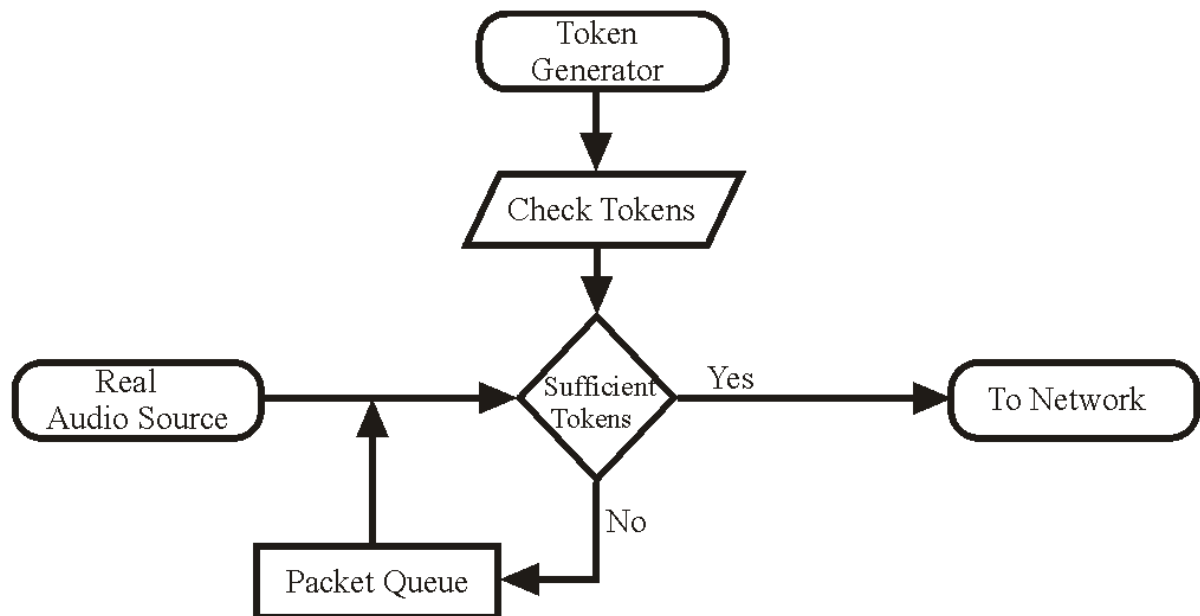 Token
Generator
Check Tokens
Real
Audio Source
Sufficient
Tokens
Yes
To Network
No
Packet Queue